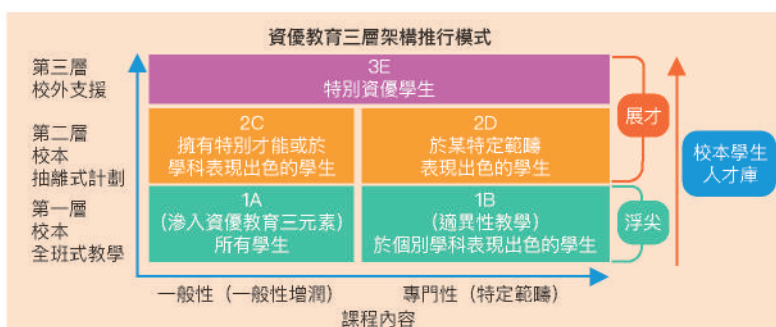 資優教育三層架構推行模式
第三層
校外支援
3E
特別資優學生
展才
第二層
校本
抽離式計劃
2C
擁有特別才能或於
學科表現出色的學生
2D
於某特定範疇
表現出色的學生
校本學生
人才庫
第一層
校本
全班式教學
1A
(滲入資優教育三元素)
所有學生
1B
(適異性教學)
於個別學科表現出色的學生
浮尖
一般性（一般性增潤）
專門性（特定範疇）
課程內容